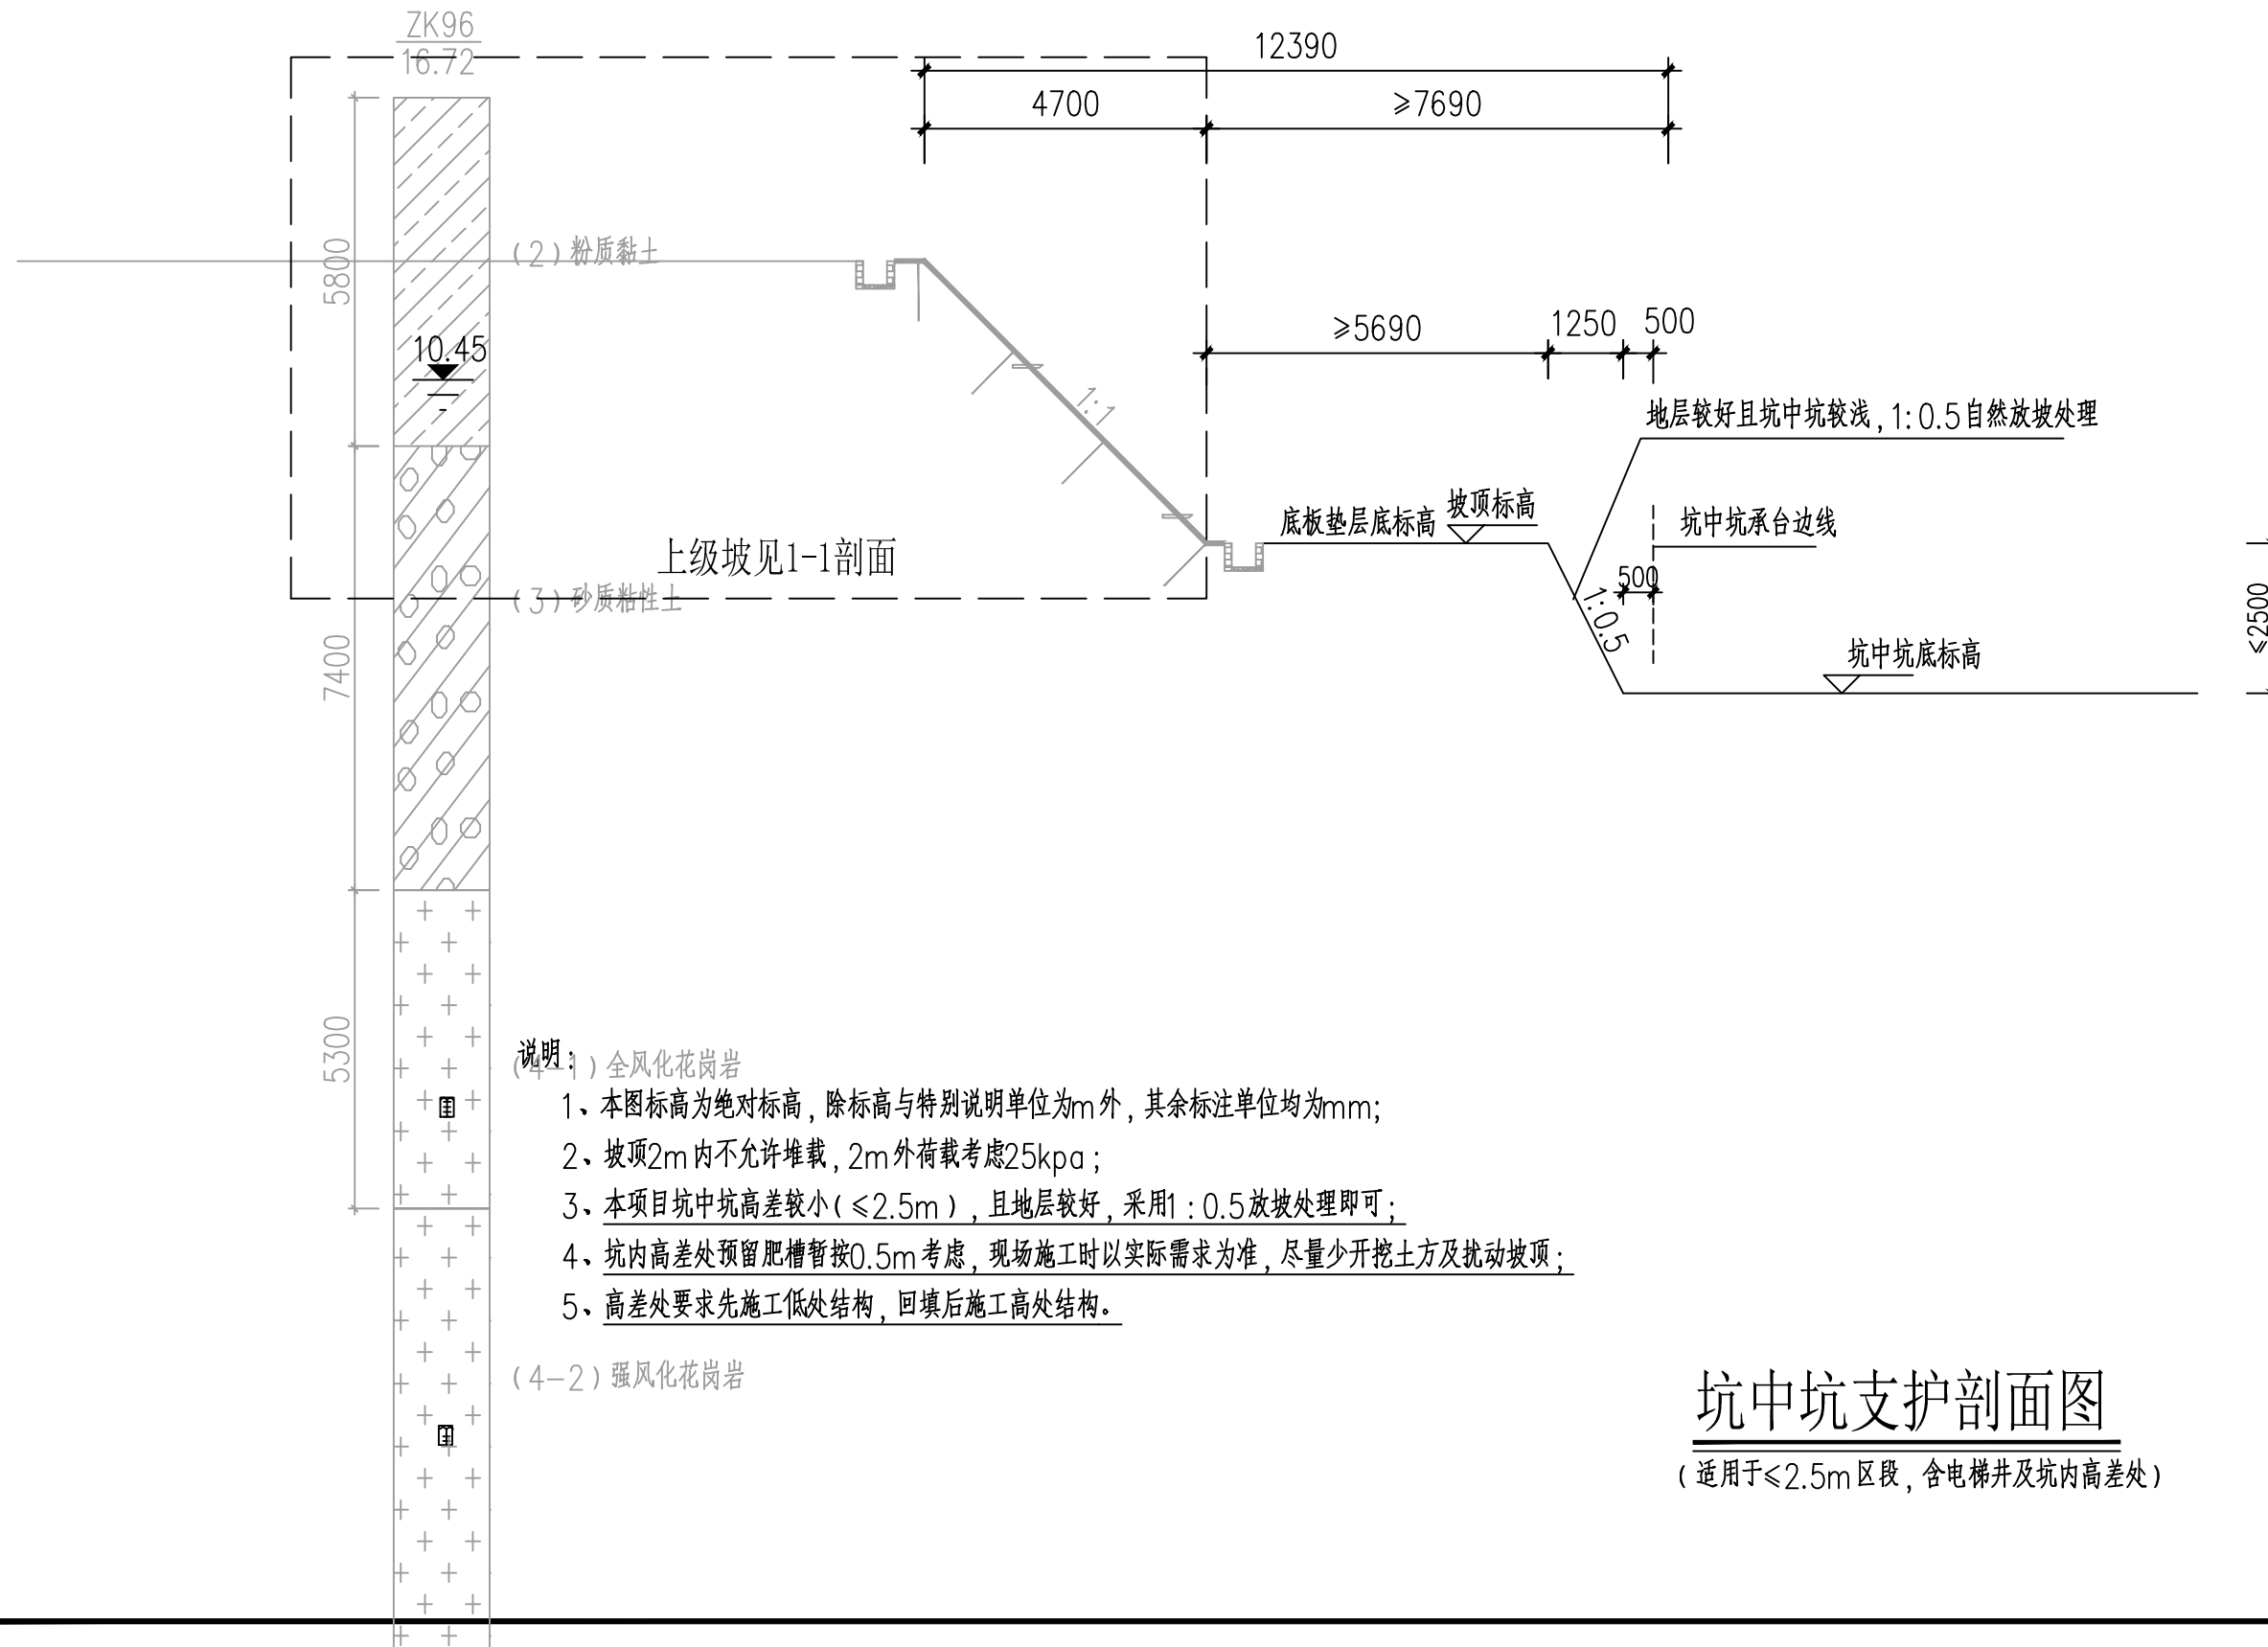 ZK96
16.72
12390
4700
≥7690
5800
(2)粉质黏土
10.45
≥5690
1250
500
1:1
地层较好且坑中坑较浅,1:0.5自然放坡处理
底板垫层底标高
坡顶标高
坑中坑承台边线
上级坡见1-1剖面
500
1:0.5
(3)砂质粘性土
≤2500
7400
坑中坑底标高
5300
说明:
(4-1)全风化花岗岩
1、本图标高为绝对标高,除标高与特别说明单位为m外,其余标注单位均为mm;
2、坡顶2m内不允许堆载,2m外荷载考虑25kpa;
3、本项目坑中坑高差较小(≤2.5m),且地层较好,采用1:0.5放坡处理即可;
4、坑内高差处预留肥槽暂按0.5m考虑,现场施工时以实际需求为准,尽量少开挖土方及扰动坡顶;
5、高差处要求先施工低处结构,回填后施工高处结构。
(4-2)强风化花岗岩
坑中坑支护剖面图
(适用于≤2.5m区段,含电梯井及坑内高差处)